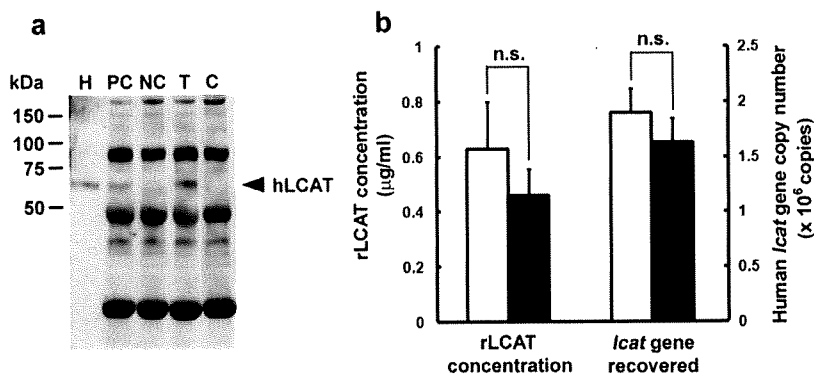 a
kDa
H PC NC T C
150
100
75
50
hLCAT
b
n.s.
n.s.
1
0.8
0.6
0.4
0.2
0
rLCAT concentration
(µg/ml)
2.5
2
1.5
1
0.5
0
Human lcat gene copy number
(x 10⁶ copies)
rLCAT
concentration
lcat gene
recovered